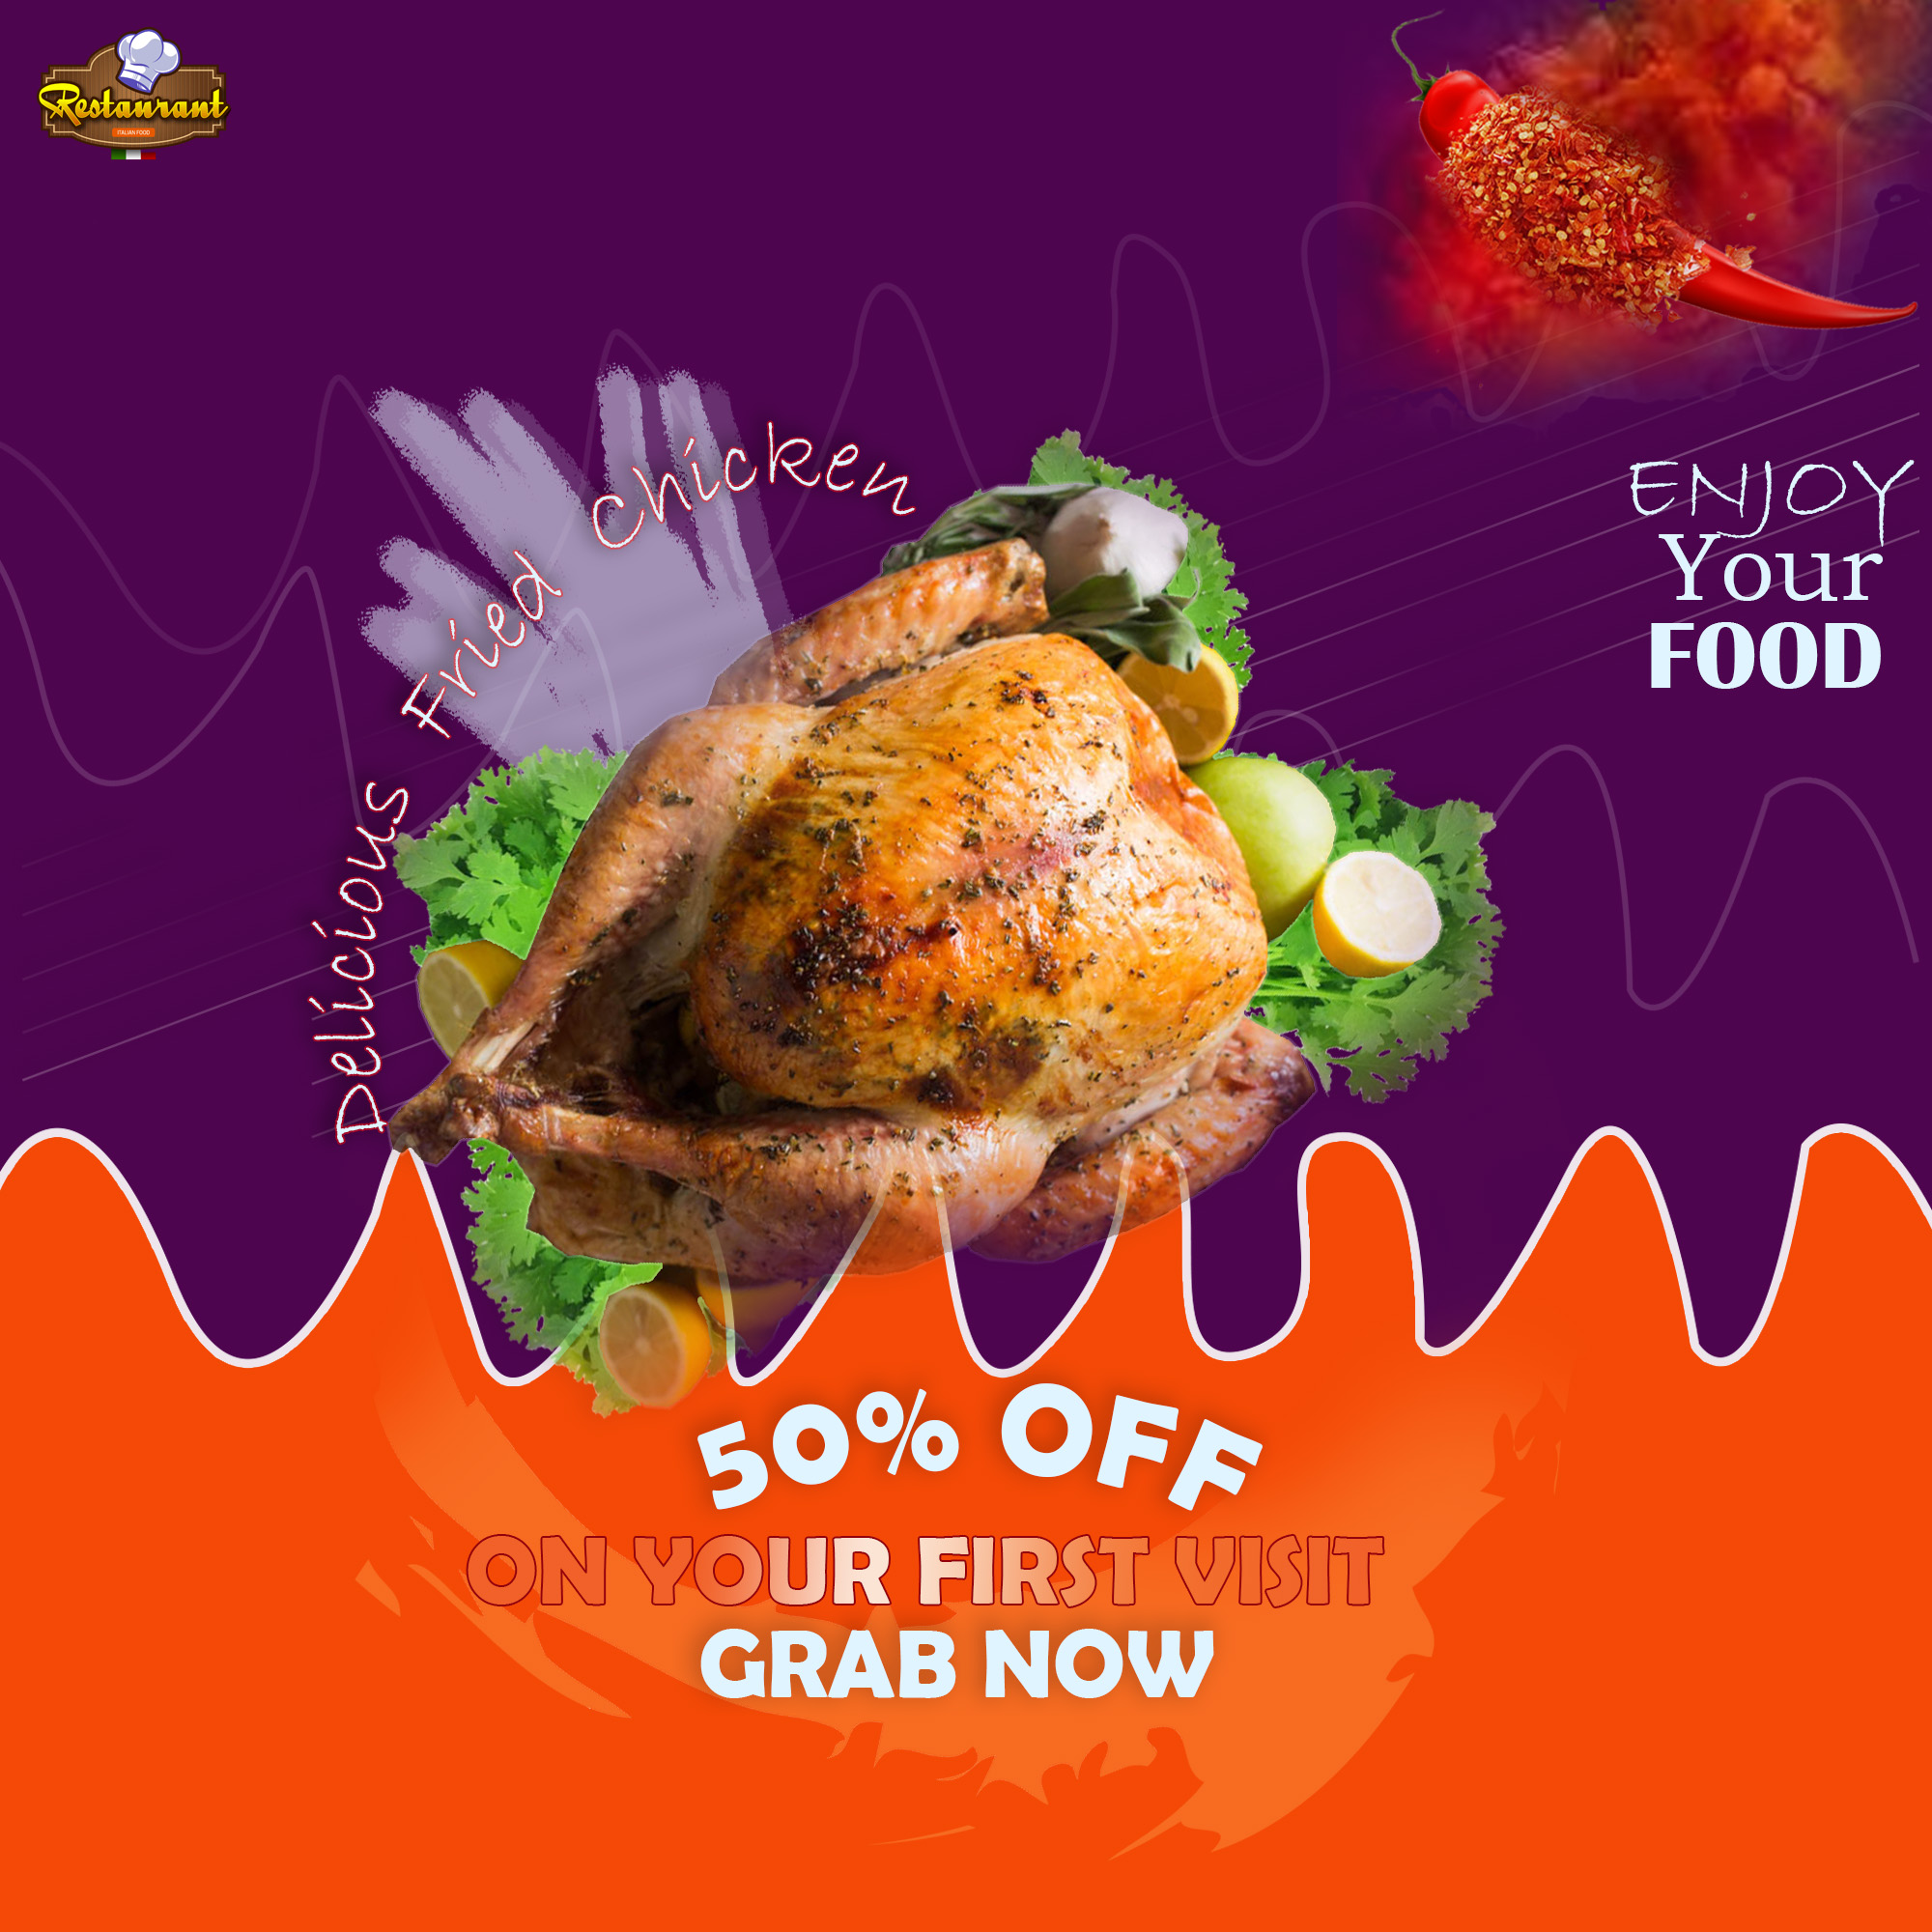 Restaurant
ITALIAN FOOD
Delicious Fried Chicken
ENJOY
Your
FOOD
50% OFF
ON YOUR FIRST VISIT
GRAB NOW